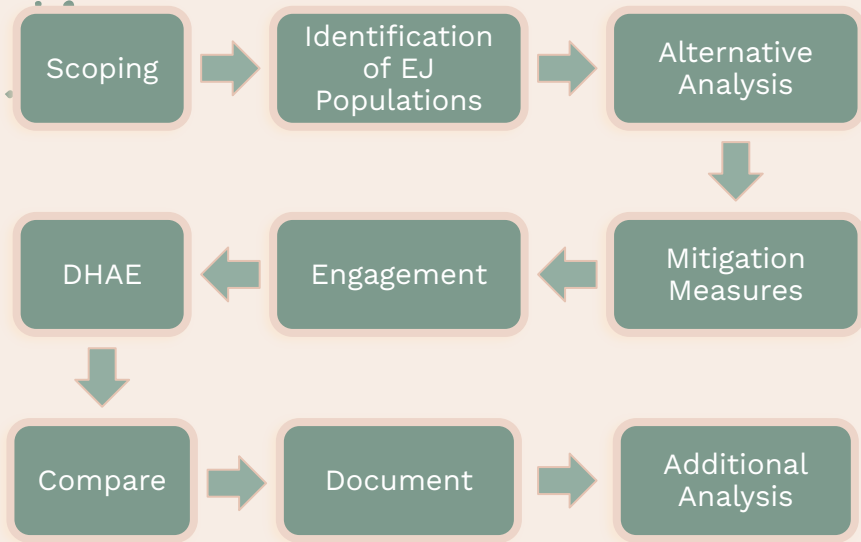 Scoping
Identification
of EJ
Populations
Alternative
Analysis
Mitigation
Measures
Engagement
DHAE
Compare
Document
Additional
Analysis